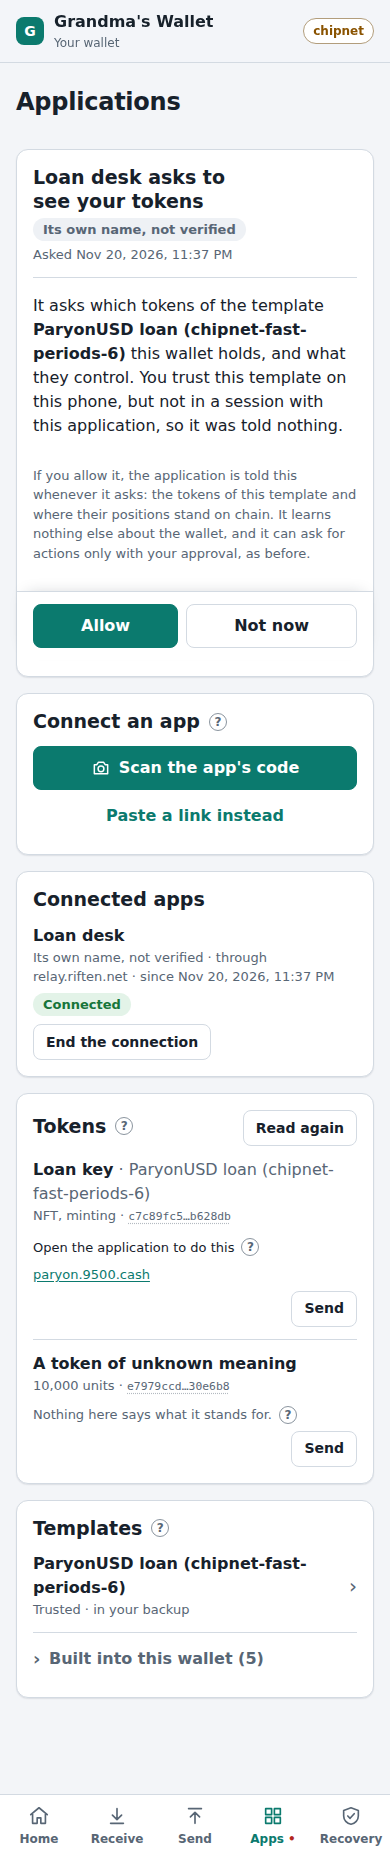 G
Grandma's Wallet
Your wallet
chipnet
Applications
Loan desk asks to
see your tokens
Its own name, not verified
Asked Nov 20, 2026, 11:37 PM
It asks which tokens of the template
ParyonUSD loan (chipnet-fast-
periods-6) this wallet holds, and what
they control. You trust this template on
this phone, but not in a session with
this application, so it was told nothing.
If you allow it, the application is told this
whenever it asks: the tokens of this template and
where their positions stand on chain. It learns
nothing else about the wallet, and it can ask for
actions only with your approval, as before.
Allow
Not now
Connect an app ?
Scan the app's code
Paste a link instead
Connected apps
Loan desk
Its own name, not verified · through
relay.riften.net · since Nov 20, 2026, 11:37 PM
Connected
End the connection
Tokens ?
Read again
Loan key · ParyonUSD loan (chipnet-
fast-periods-6)
NFT, minting · c7c89fc5…b628db
Open the application to do this ?
paryon.9500.cash
Send
A token of unknown meaning
10,000 units · e7979ccd…30e6b8
Nothing here says what it stands for. ?
Send
Templates ?
ParyonUSD loan (chipnet-fast-
periods-6) ›
Trusted · in your backup
› Built into this wallet (5)
Home
Receive
Send
Apps
Recovery